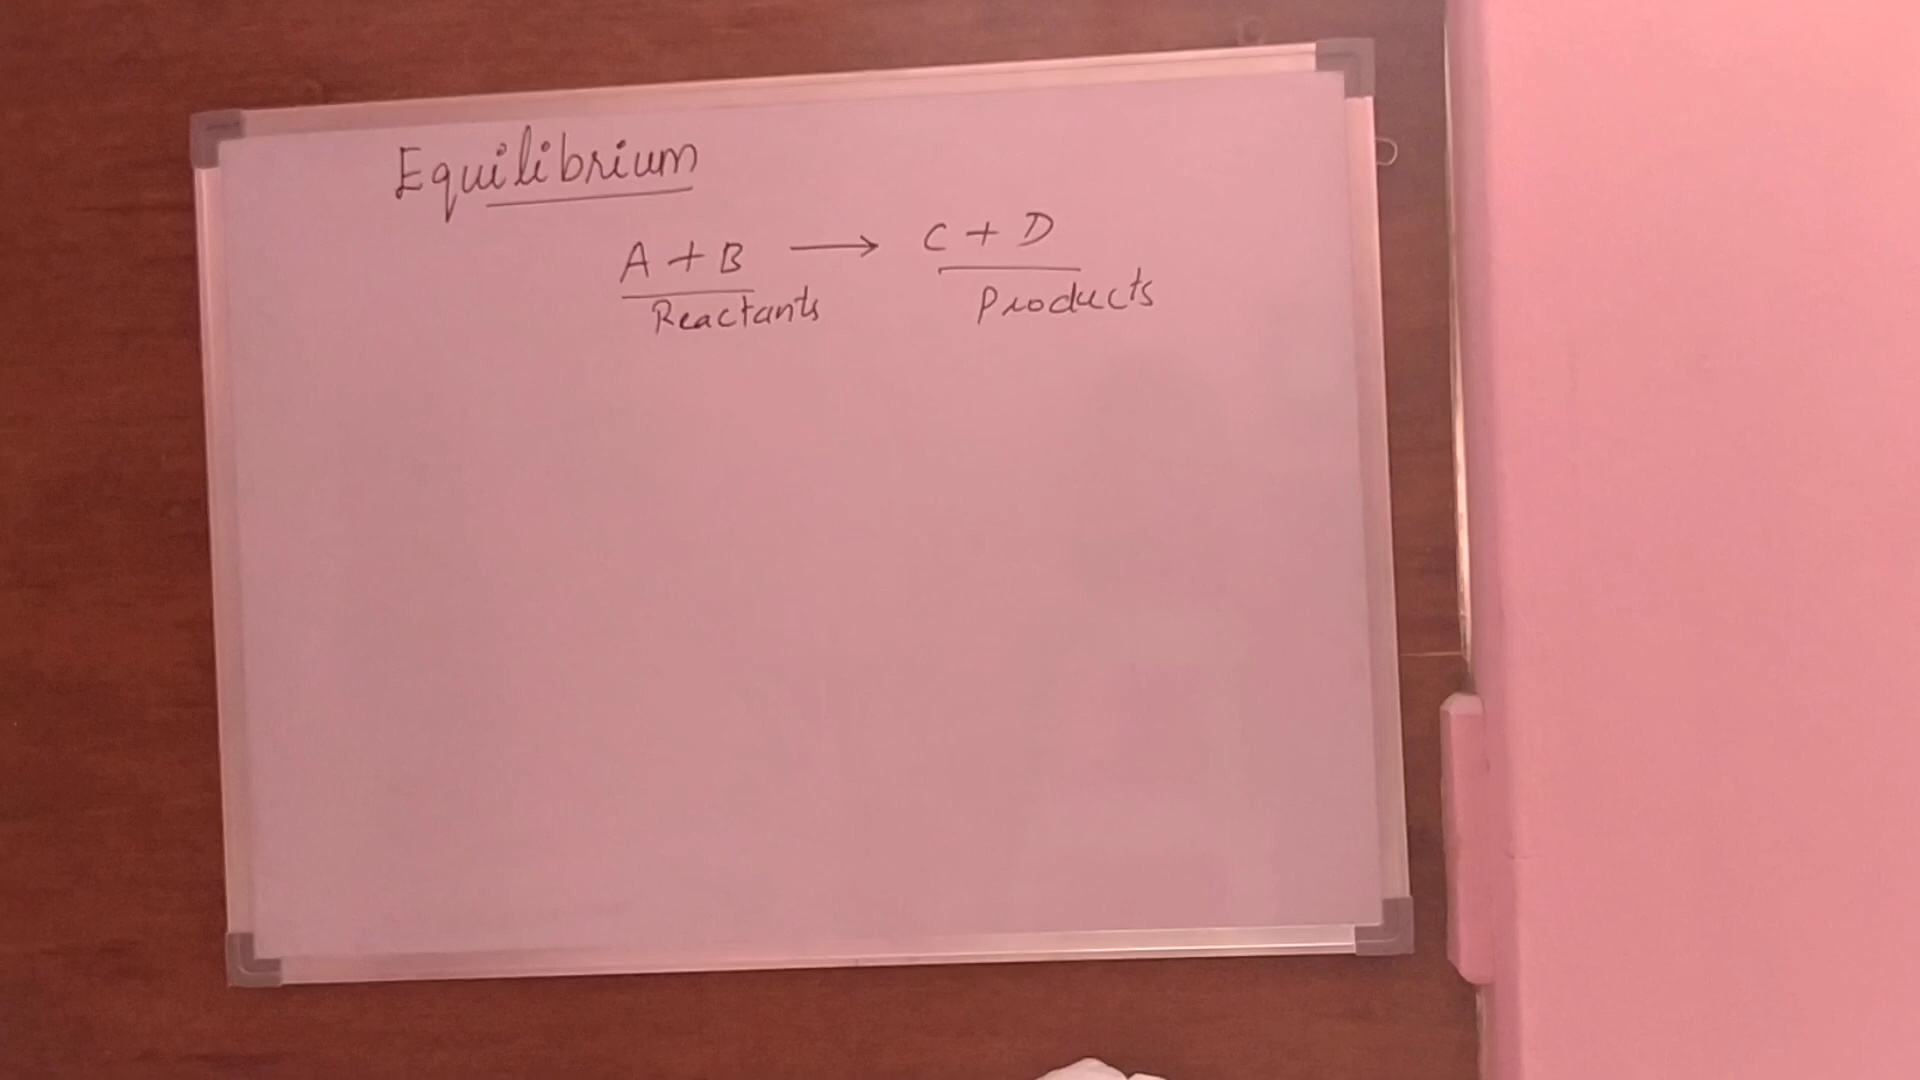 Equilibrium
A + B ⟶ C + D
Reactants Products